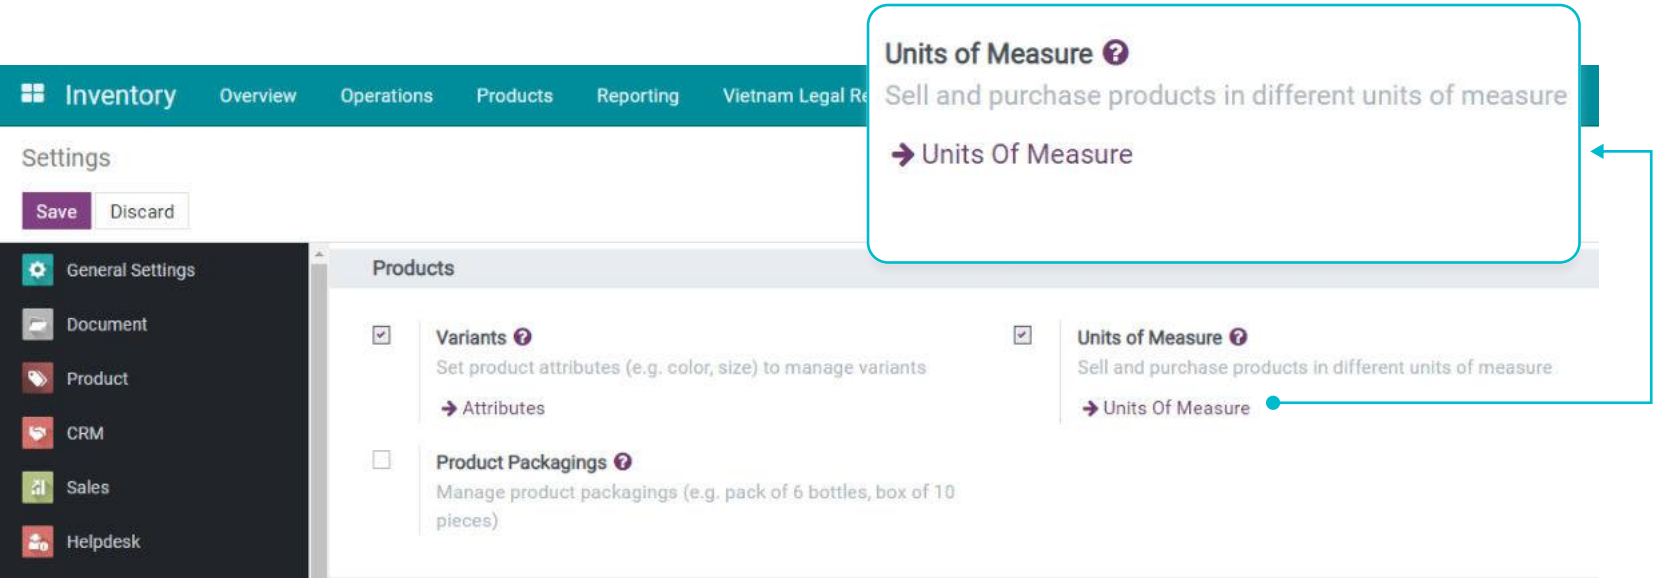 Units of Measure
Sell and purchase products in different units of measure
Units Of Measure
Inventory Overview Operations Products Reporting Vietnam Legal Re
Settings
Save Discard
General Settings
Document
Product
CRM
Sales
Helpdesk
Products
Variants
Set product attributes (e.g. color, size) to manage variants
Attributes
Units of Measure
Sell and purchase products in different units of measure
Units Of Measure
Product Packagings
Manage product packagings (e.g. pack of 6 bottles, box of 10
pieces)